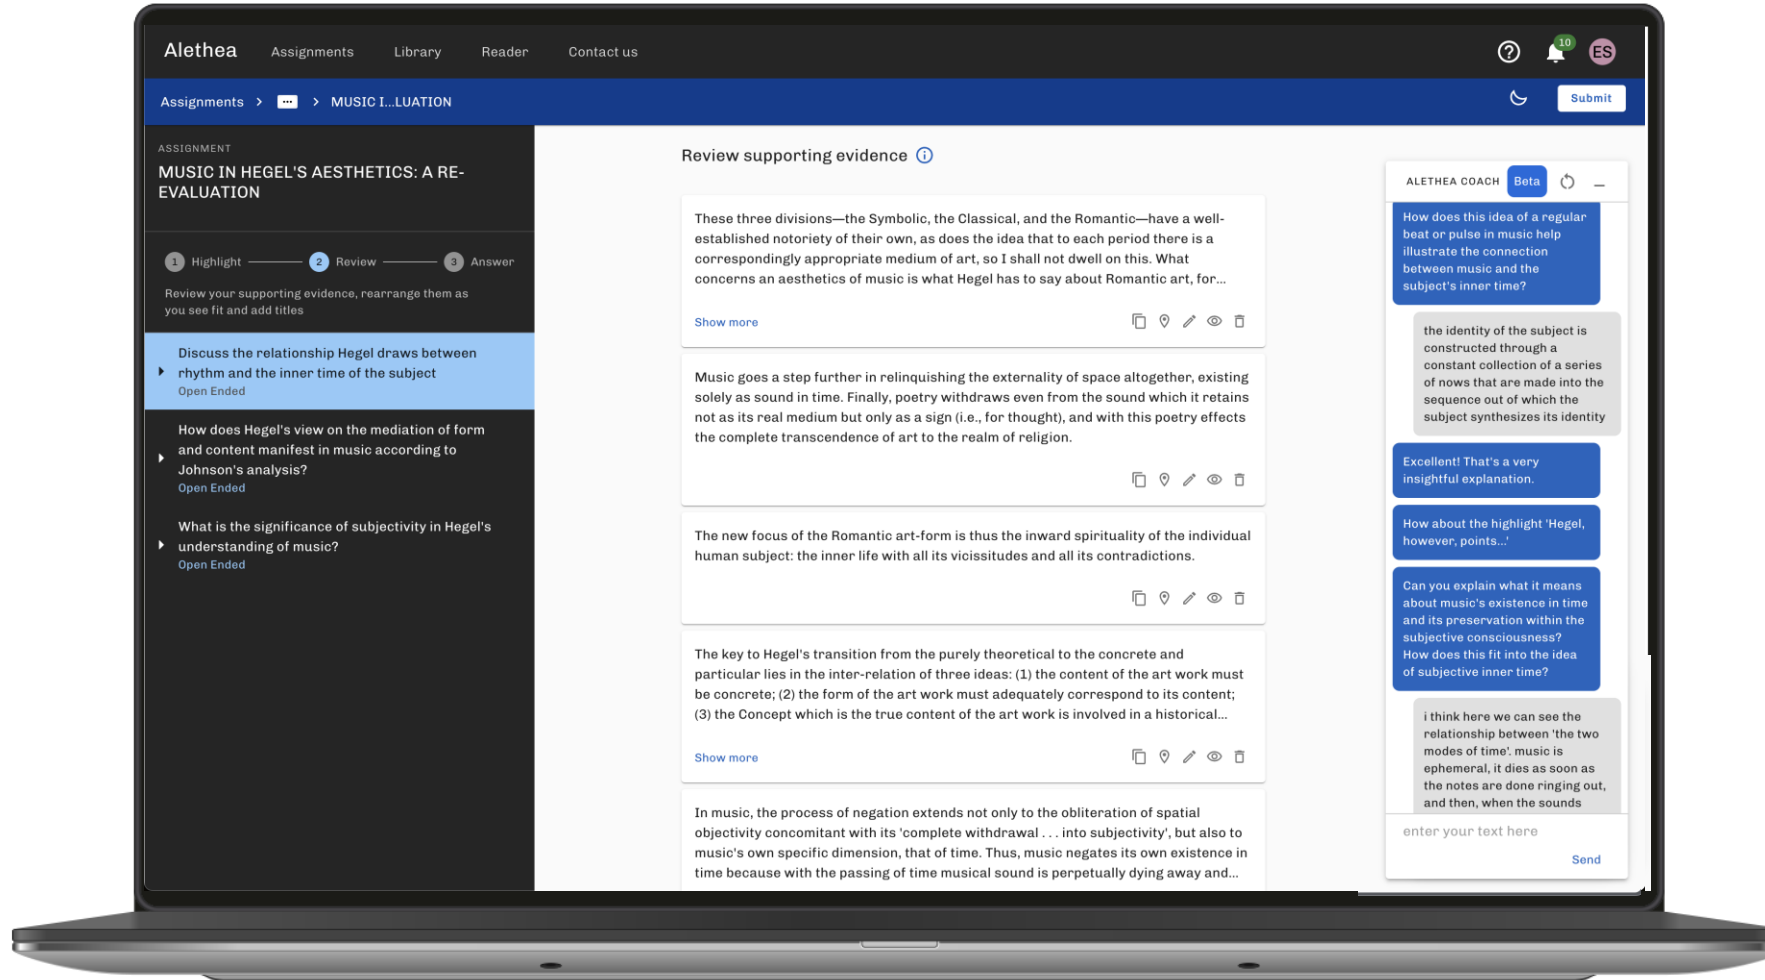 Alethea Assignments Library Reader Contact us
10
ES
Assignments > ... > MUSIC I...LUATION
Submit
ASSIGNMENT
MUSIC IN HEGEL'S AESTHETICS: A RE-
EVALUATION
1 Highlight 2 Review 3 Answer
Review your supporting evidence, rearrange them as
you see fit and add titles
Discuss the relationship Hegel draws between
rhythm and the inner time of the subject
Open Ended
How does Hegel's view on the mediation of form
and content manifest in music according to
Johnson's analysis?
Open Ended
What is the significance of subjectivity in Hegel's
understanding of music?
Open Ended
Review supporting evidence
These three divisions—the Symbolic, the Classical, and the Romantic—have a well-
established notoriety of their own, as does the idea that to each period there is a
correspondingly appropriate medium of art, so I shall not dwell on this. What
concerns an aesthetics of music is what Hegel has to say about Romantic art, for...
Show more
Music goes a step further in relinquishing the externality of space altogether, existing
solely as sound in time. Finally, poetry withdraws even from the sound which it retains
not as its real medium but only as a sign (i.e., for thought), and with this poetry effects
the complete transcendence of art to the realm of religion.
The new focus of the Romantic art-form is thus the inward spirituality of the individual
human subject: the inner life with all its vicissitudes and all its contradictions.
The key to Hegel's transition from the purely theoretical to the concrete and
particular lies in the inter-relation of three ideas: (1) the content of the art work must
be concrete; (2) the form of the art work must adequately correspond to its content;
(3) the Concept which is the true content of the art work is involved in a historical...
Show more
In music, the process of negation extends not only to the obliteration of spatial
objectivity concomitant with its 'complete withdrawal . . . into subjectivity', but also to
music's own specific dimension, that of time. Thus, music negates its own existence in
time because with the passing of time musical sound is perpetually dying away and...
ALETHEA COACH Beta
How does this idea of a regular
beat or pulse in music help
illustrate the connection
between music and the
subject's inner time?
the identity of the subject is
constructed through a
constant collection of a series
of nows that are made into the
sequence out of which the
subject synthesizes its identity
Excellent! That's a very
insightful explanation.
How about the highlight 'Hegel,
however, points...'
Can you explain what it means
about music's existence in time
and its preservation within the
subjective consciousness?
How does this fit into the idea
of subjective inner time?
i think here we can see the
relationship between 'the two
modes of time'. music is
ephemeral, it dies as soon as
the notes are done ringing out,
and then, when the sounds
enter your text here
Send